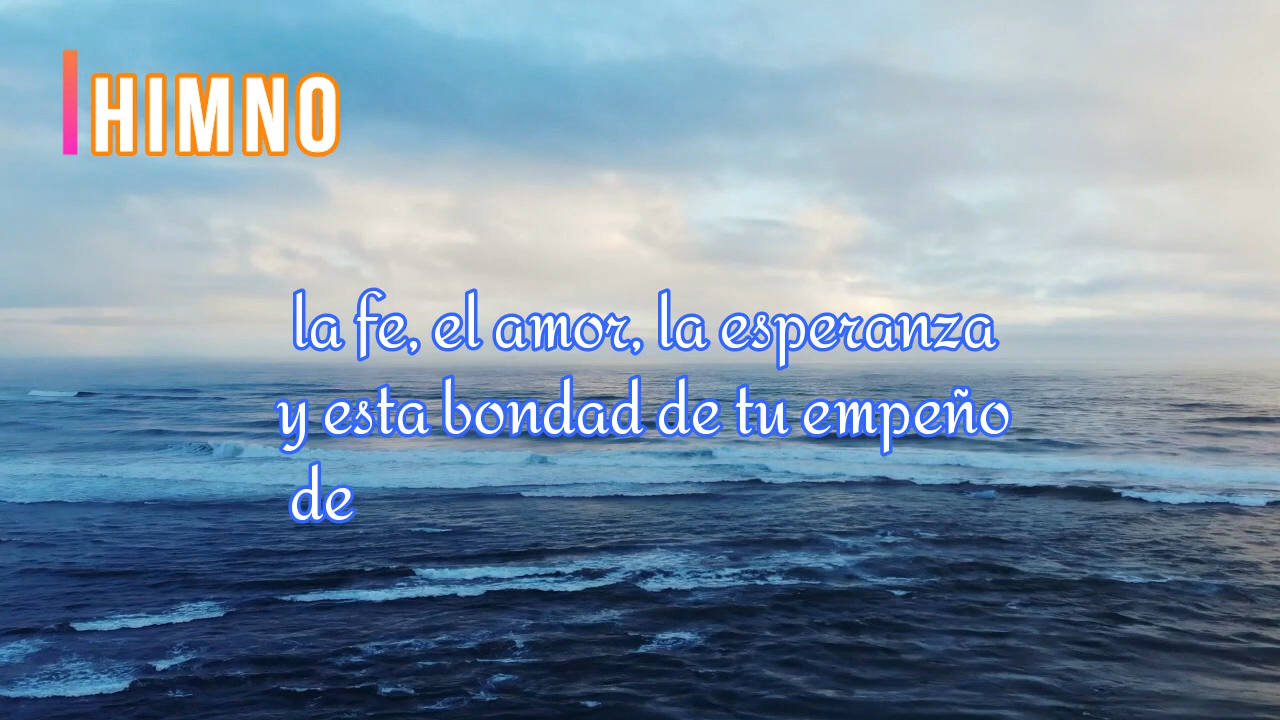 HIMNO
la fe, el amor, la esperanza
y esta bondad de tu empeño
de